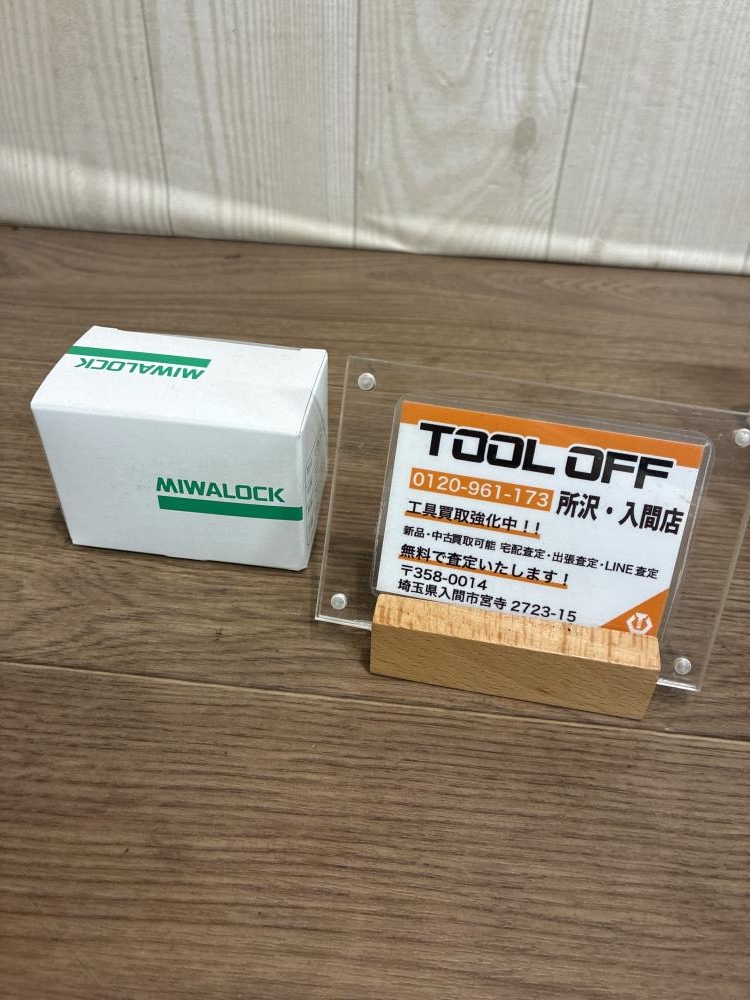 MIWALOCK
MIWALOCK
TOOL OFF
0120-961-173 所沢・入間店
工具買取強化中！！
新品・中古買取可能 宅配査定・出張査定・LINE査定
無料で査定いたします！
〒358-0014
埼玉県入間市宮寺 2723-15